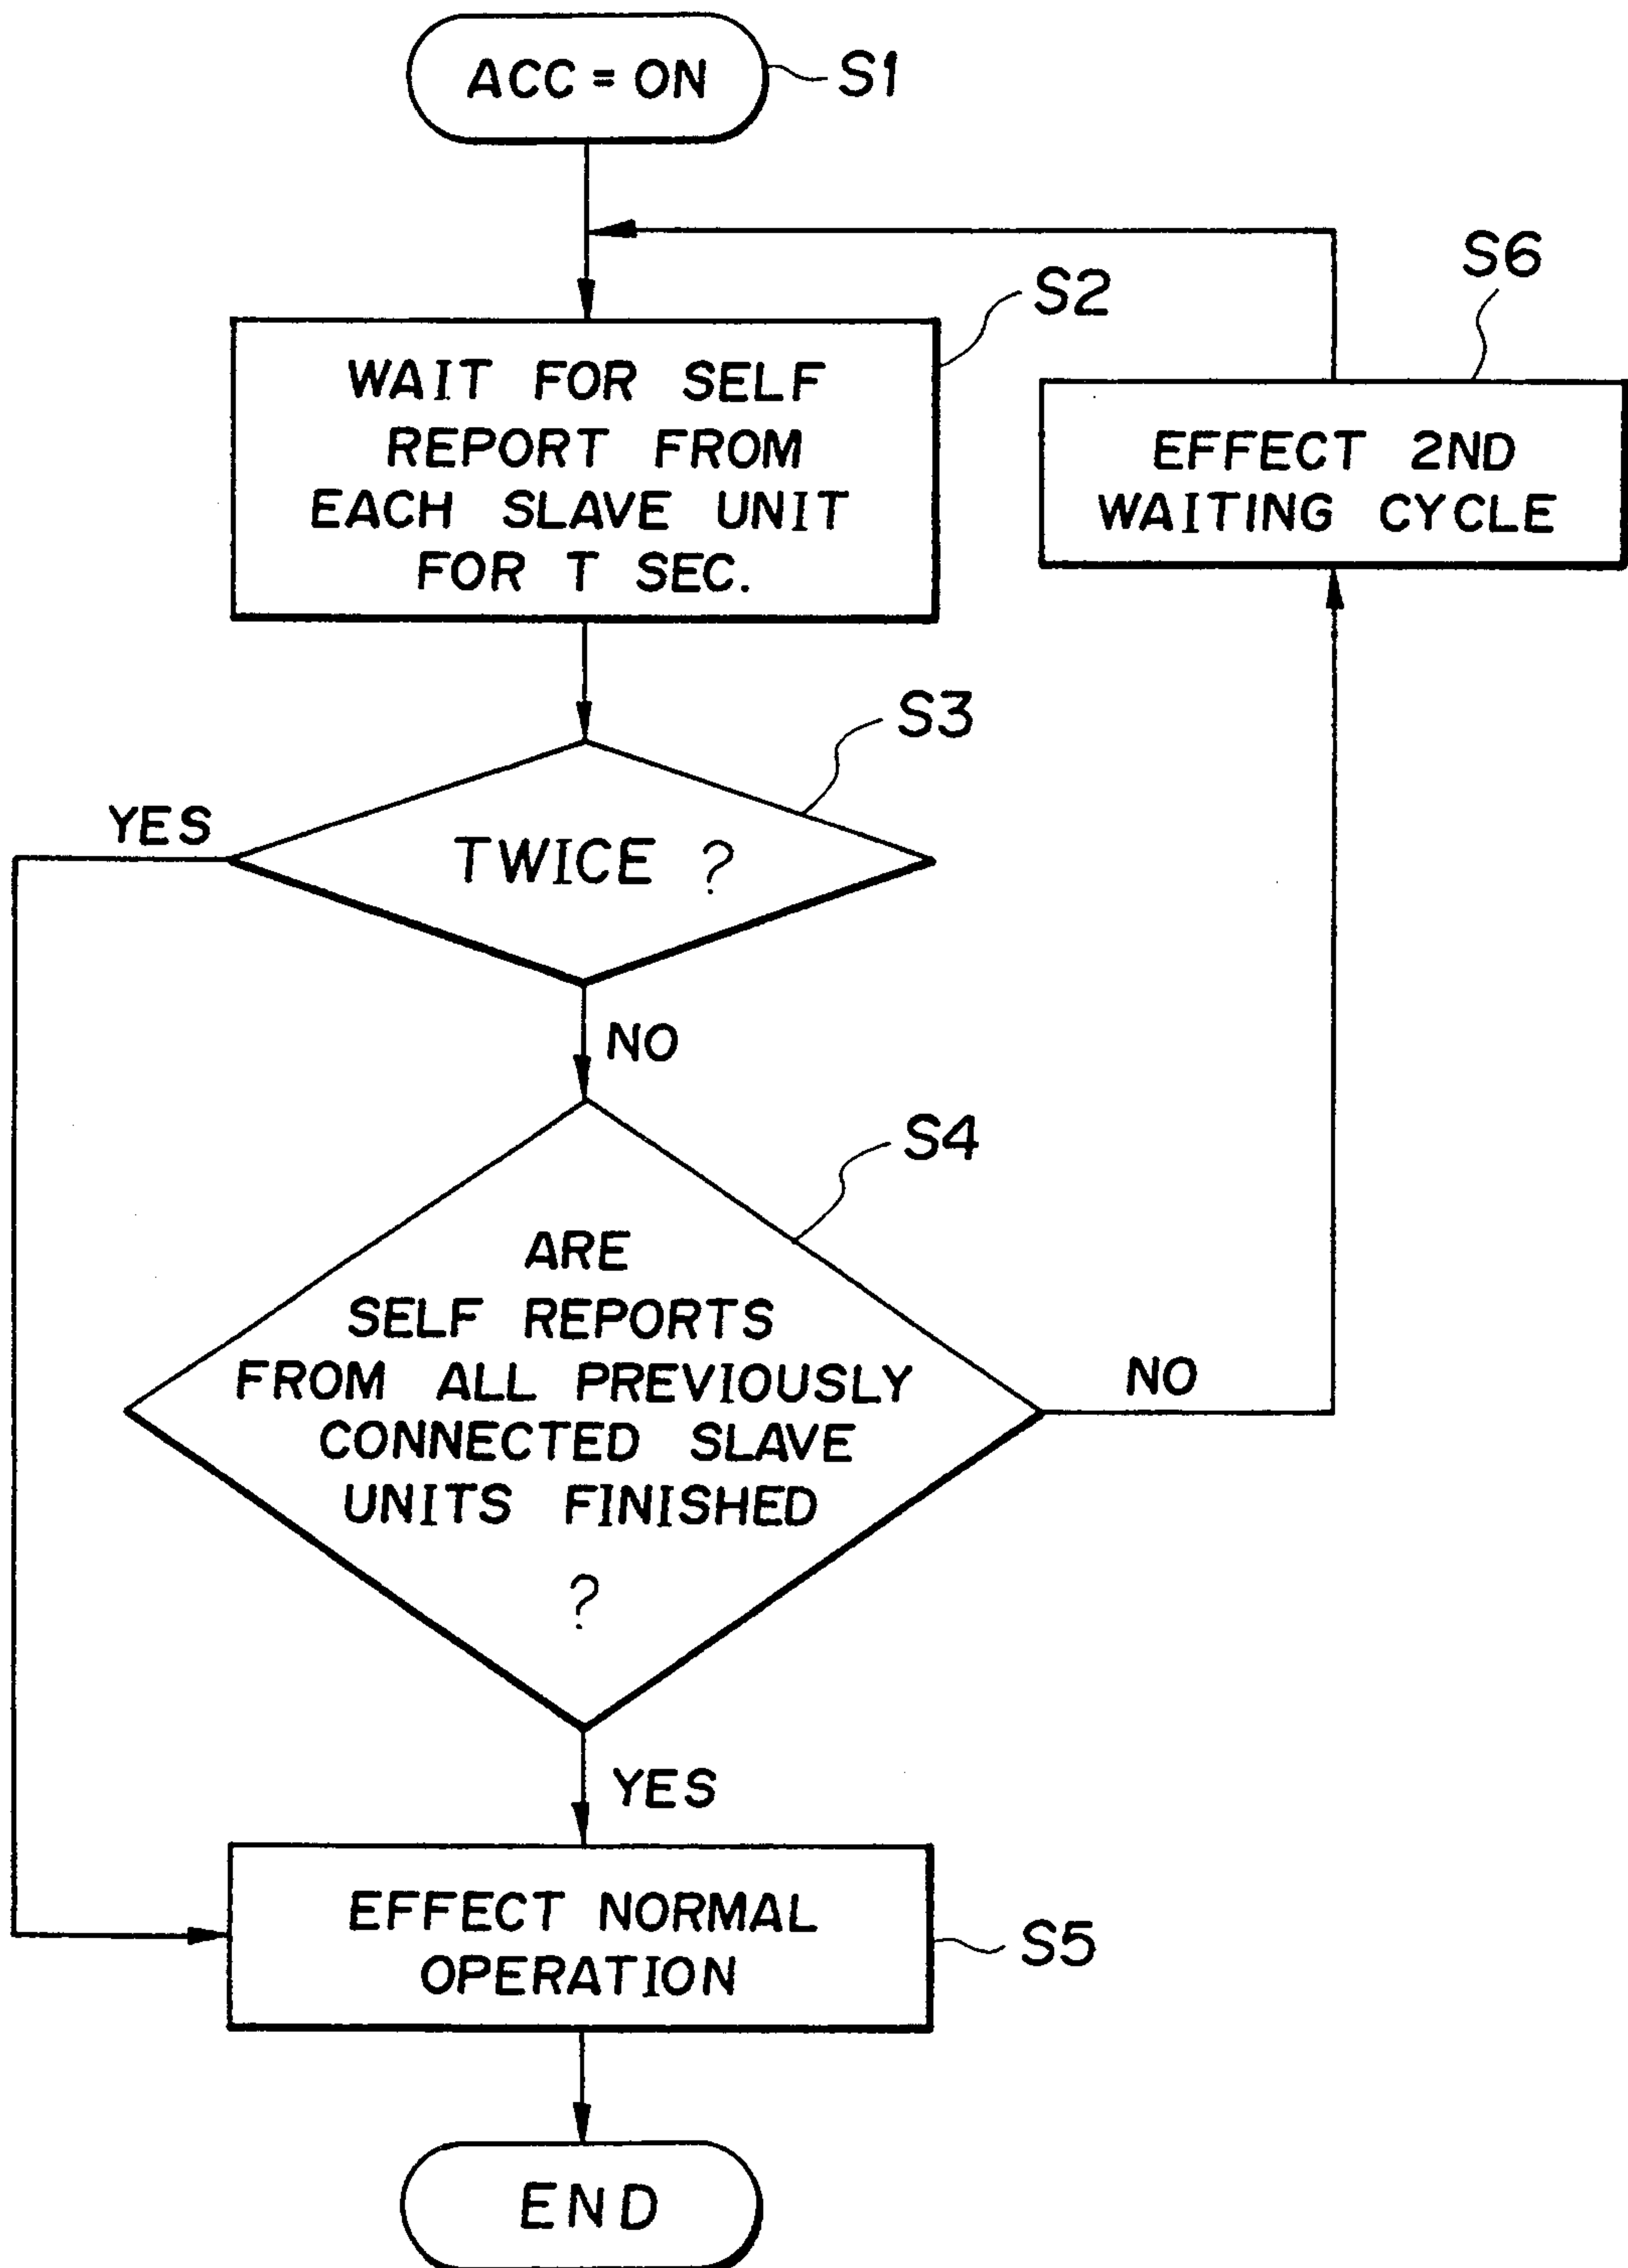 ACC = ON
S1
S6
S2
WAIT FOR SELF
REPORT FROM
EACH SLAVE UNIT
FOR T SEC.
EFFECT 2ND
WAITING CYCLE
S3
YES
TWICE ?
NO
S4
ARE
SELF REPORTS
FROM ALL PREVIOUSLY
CONNECTED SLAVE
UNITS FINISHED
?
NO
YES
EFFECT NORMAL
OPERATION
S5
END